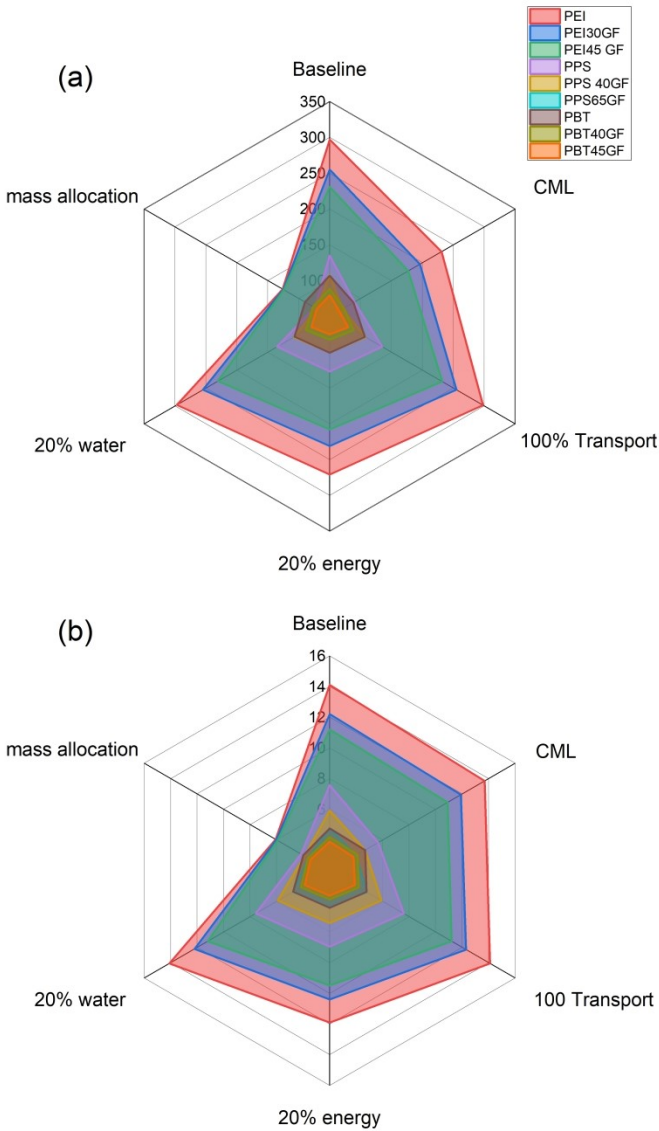 PEI
PEI30GF
PEI45 GF
PPS
PPS 40GF
PPS65GF
PBT
PBT40GF
PBT45GF
(a)
Baseline
350
300
250
200
150
100
mass allocation
CML
20% water
100% Transport
20% energy
(b)
Baseline
16
14
12
10
8
mass allocation
CML
20% water
100 Transport
20% energy